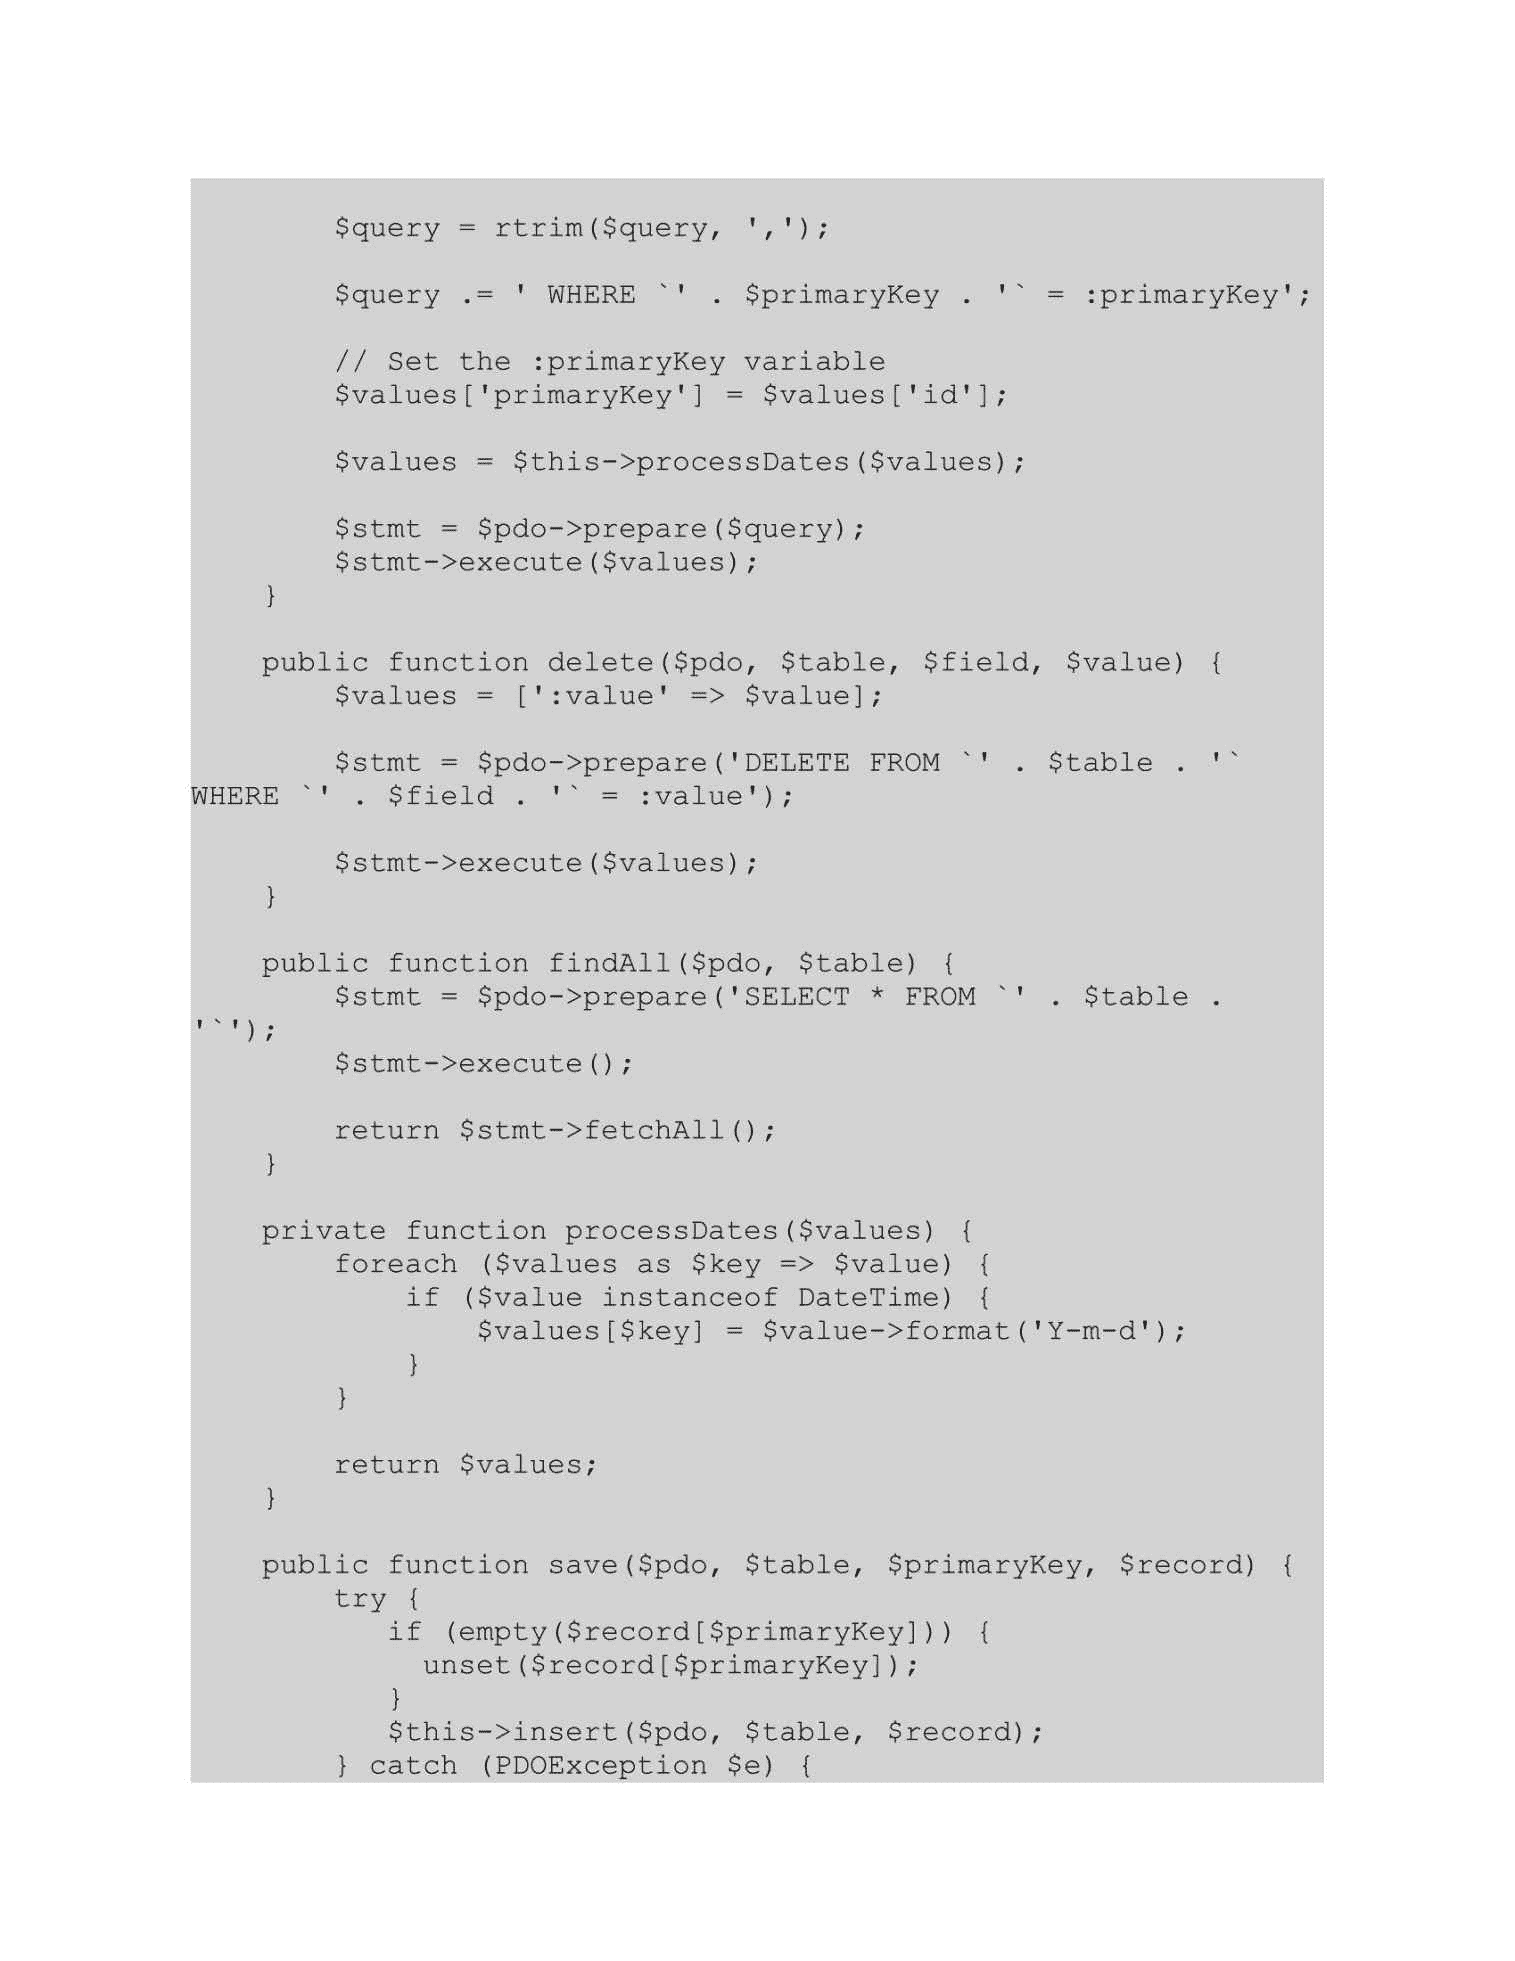 $query = rtrim($query, ',');
$query .= ' WHERE `' . $primaryKey . '` = :primaryKey';
// Set the :primaryKey variable
$values['primaryKey'] = $values['id'];
$values = $this->processDates($values);
$stmt = $pdo->prepare($query);
$stmt->execute($values);
}
public function delete($pdo, $table, $field, $value) {
$values = [':value' => $value];
$stmt = $pdo->prepare('DELETE FROM `' . $table . '`
WHERE `' . $field . '` = :value');
$stmt->execute($values);
}
public function findAll($pdo, $table) {
$stmt = $pdo->prepare('SELECT * FROM `' . $table .
'`');
$stmt->execute();
return $stmt->fetchAll();
}
private function processDates($values) {
foreach ($values as $key => $value) {
if ($value instanceof DateTime) {
$values[$key] = $value->format('Y-m-d');
}
}
return $values;
}
public function save($pdo, $table, $primaryKey, $record) {
try {
if (empty($record[$primaryKey])) {
unset($record[$primaryKey]);
}
$this->insert($pdo, $table, $record);
} catch (PDOException $e) {